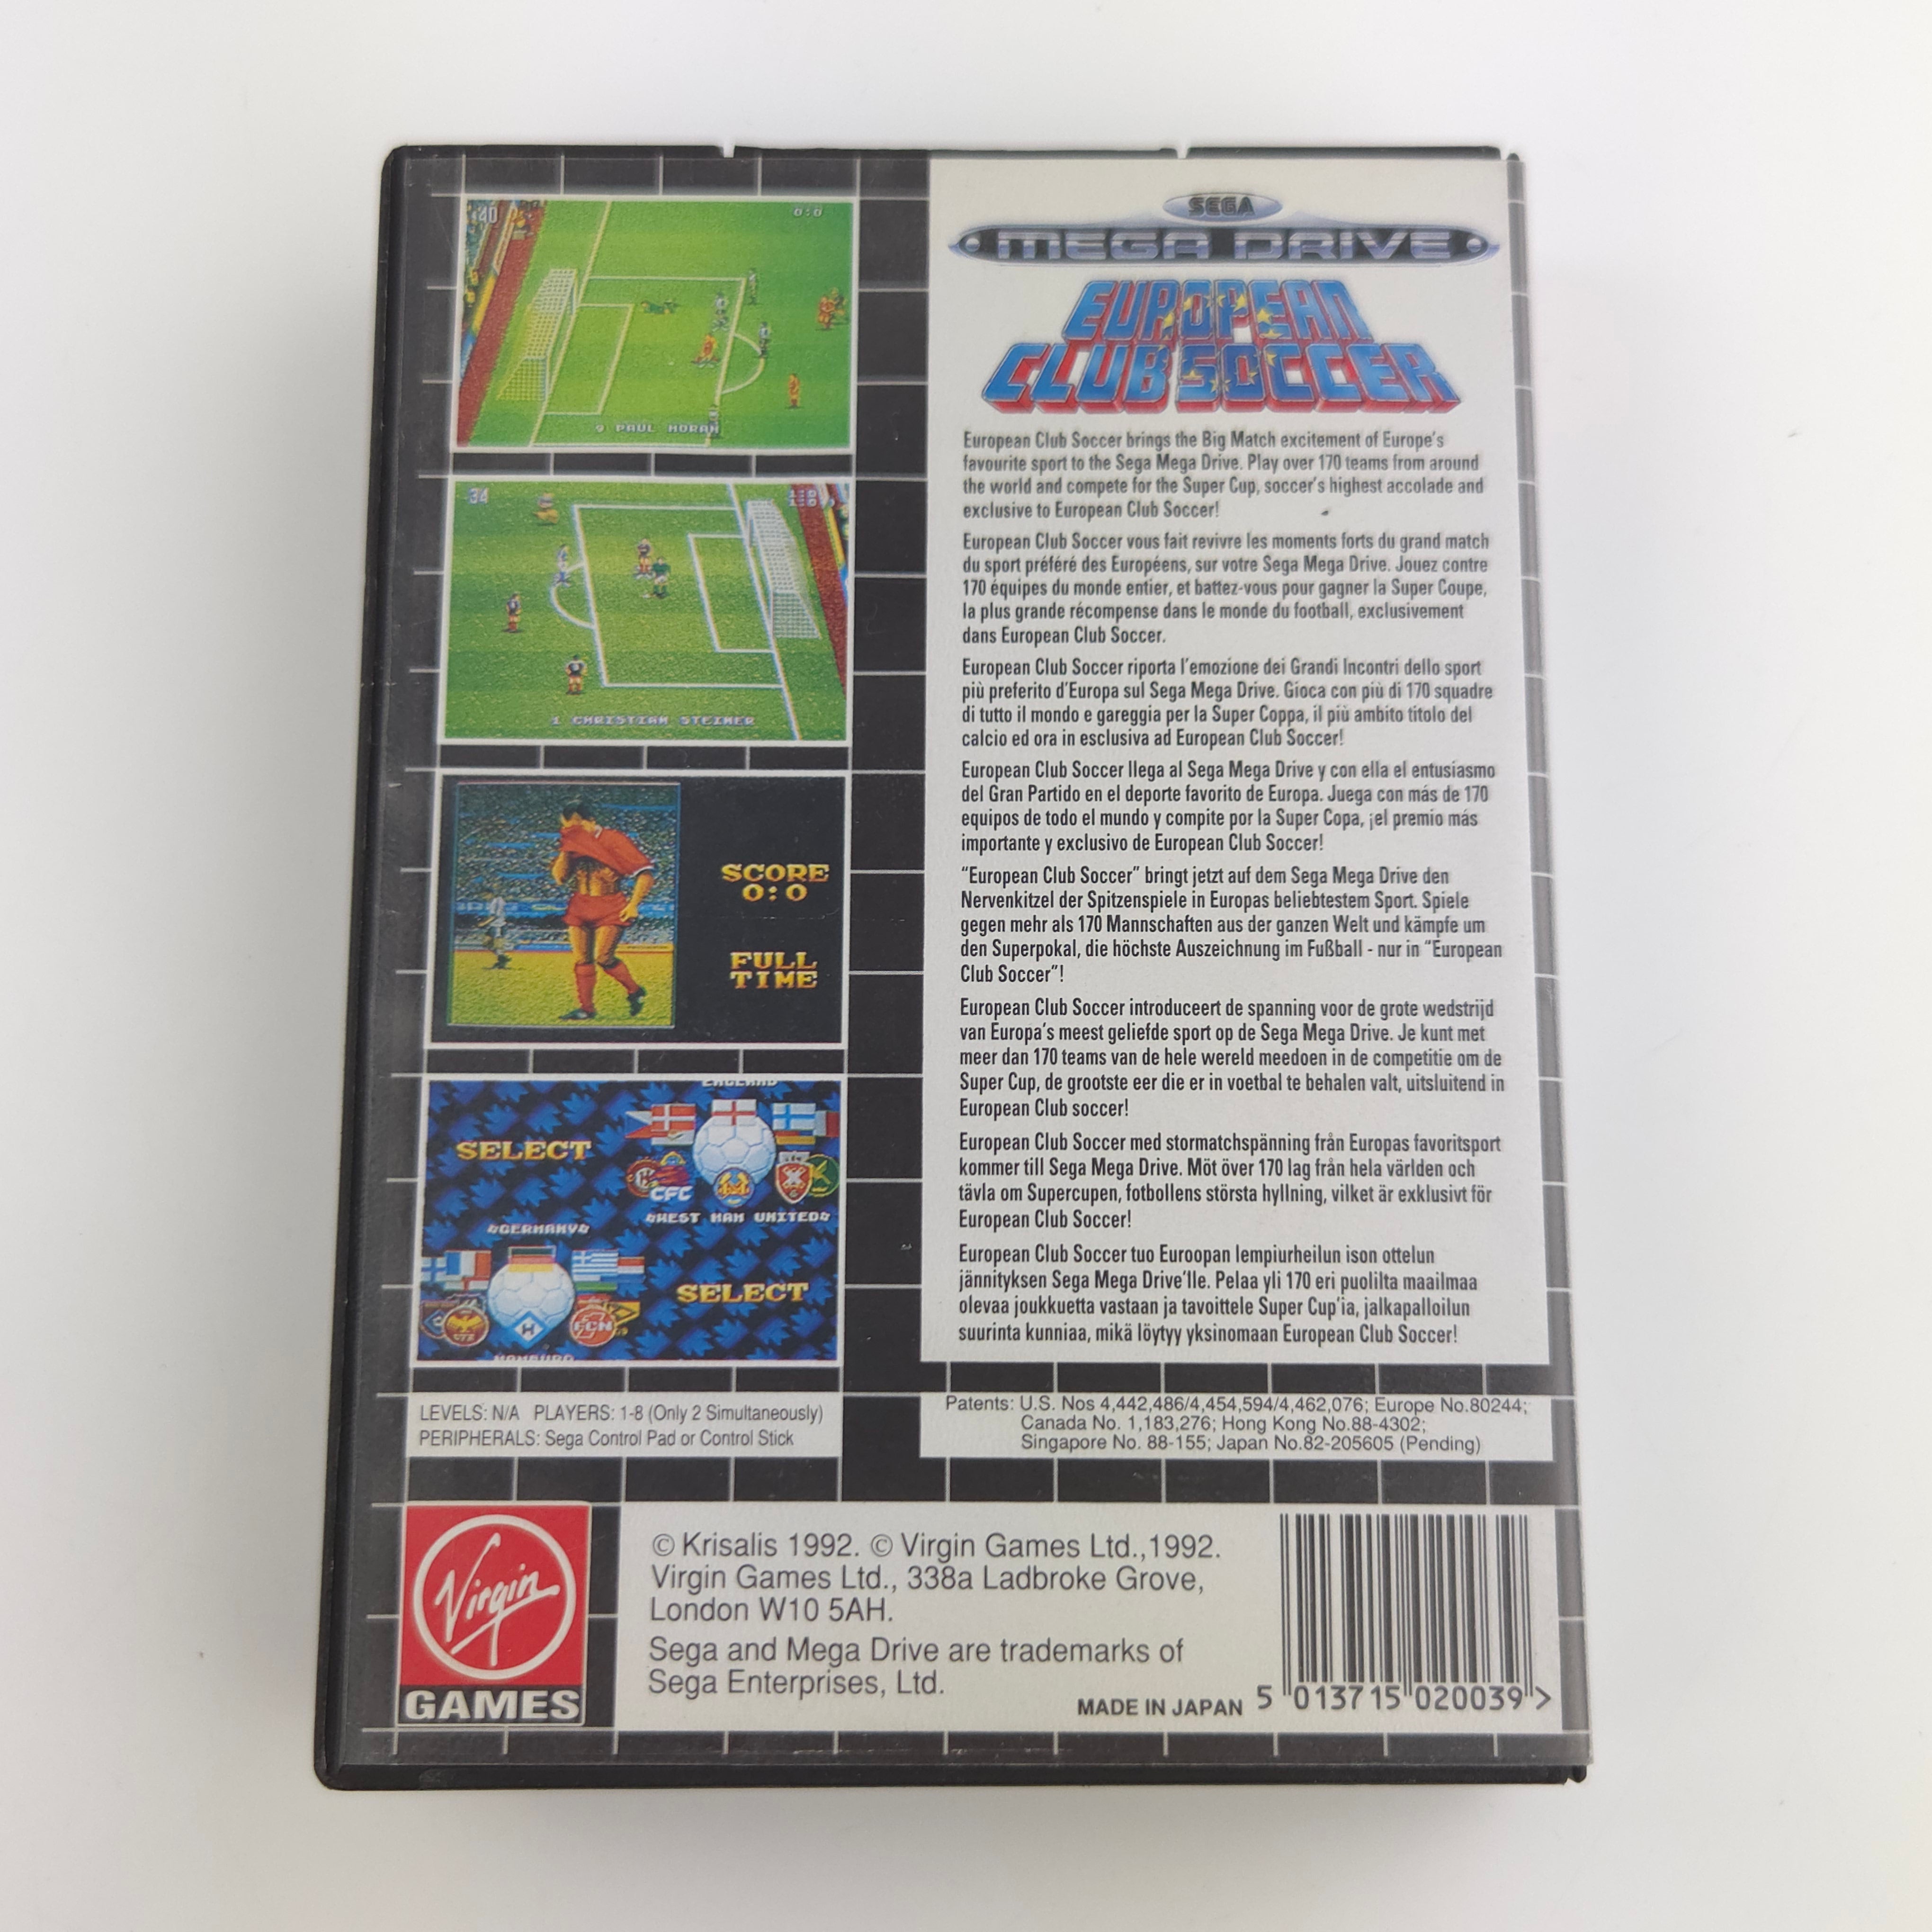 40
0:0
9 PAUL MORAN
34
1 CHRISTIAN STEINER
SCORE
0:0
FULL
TIME
ENGLAND
SELECT
CFC
WEST HAM UNITED
GERMANY
SELECT
FCN
HAMBURG
LEVELS: N/A PLAYERS: 1-8 (Only 2 Simultaneously)
PERIPHERALS: Sega Control Pad or Control Stick
SEGA
MEGA DRIVE
EUROPEAN
CLUB SOCCER
European Club Soccer brings the Big Match excitement of Europe's
favourite sport to the Sega Mega Drive. Play over 170 teams from around
the world and compete for the Super Cup, soccer's highest accolade and
exclusive to European Club Soccer!
European Club Soccer vous fait revivre les moments forts du grand match
du sport préféré des Européens, sur votre Sega Mega Drive. Jouez contre
170 équipes du monde entier, et battez-vous pour gagner la Super Coupe,
la plus grande récompense dans le monde du football, exclusivement
dans European Club Soccer.
European Club Soccer riporta l'emozione dei Grandi Incontri dello sport
più preferito d'Europa sul Sega Mega Drive. Gioca con più di 170 squadre
di tutto il mondo e gareggia per la Super Coppa, il più ambito titolo del
calcio ed ora in esclusiva ad European Club Soccer!
European Club Soccer llega al Sega Mega Drive y con ella el entusiasmo
del Gran Partido en el deporte favorito de Europa. Juega con más de 170
equipos de todo el mundo y compite por la Super Copa, ¡el premio más
importante y exclusivo de European Club Soccer!
"European Club Soccer" bringt jetzt auf dem Sega Mega Drive den
Nervenkitzel der Spitzenspiele in Europas beliebtestem Sport. Spiele
gegen mehr als 170 Mannschaften aus der ganzen Welt und kämpfe um
den Superpokal, die höchste Auszeichnung im Fußball - nur in "European
Club Soccer"!
European Club Soccer introduceert de spanning voor de grote wedstrijd
van Europa's meest geliefde sport op de Sega Mega Drive. Je kunt met
meer dan 170 teams van de hele wereld meedoen in de competitie om de
Super Cup, de grootste eer die er in voetbal te behalen valt, uitsluitend in
European Club soccer!
European Club Soccer med stormatchspänning från Europas favoritsport
kommer till Sega Mega Drive. Möt över 170 lag från hela världen och
tävla om Supercupen, fotbollens största hyllning, vilket är exklusivt för
European Club Soccer!
European Club Soccer tuo Euroopan lempiurheilun ison ottelun
jännityksen Sega Mega Drive'lle. Pelaa yli 170 eri puolilta maailmaa
olevaa joukkuetta vastaan ja tavoittele Super Cup'ia, jalkapalloilun
suurinta kunniaa, mikä löytyy yksinomaan European Club Soccer!
Patents: U.S. Nos 4,442,486/4,454,594/4,462,076; Europe No.80244;
Canada No. 1,183,276; Hong Kong No.88-4302;
Singapore No. 88-155; Japan No.82-205605 (Pending)
Virgin
GAMES
© Krisalis 1992. © Virgin Games Ltd.,1992.
Virgin Games Ltd., 338a Ladbroke Grove,
London W10 5AH.
Sega and Mega Drive are trademarks of
Sega Enterprises, Ltd.
MADE IN JAPAN
5 013715 020039 >